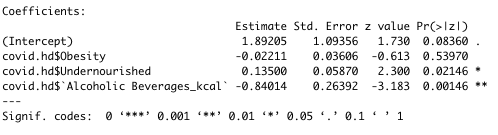 Coefficients:
Estimate Std. Error z value Pr(>|z|)
(Intercept) 1.89205 1.09356 1.730 0.08360 .
covid.hd$Obesity -0.02211 0.03606 -0.613 0.53970
covid.hd$Undernourished 0.13500 0.05870 2.300 0.02146 *
covid.hd$`Alcoholic Beverages_kcal` -0.84014 0.26392 -3.183 0.00146 **
---
Signif. codes: 0 ‘***’ 0.001 ‘**’ 0.01 ‘*’ 0.05 ‘.’ 0.1 ‘ ’ 1